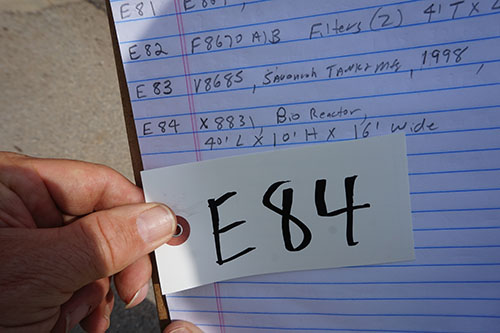 E81
E82 F8670 A/B Filters (2) 4' T X
E83 V8685, Savannah Tank & Mfg, 1998,
E84 X8831, Bio Reactor,
40' L X 10' H X 16' wide
E84